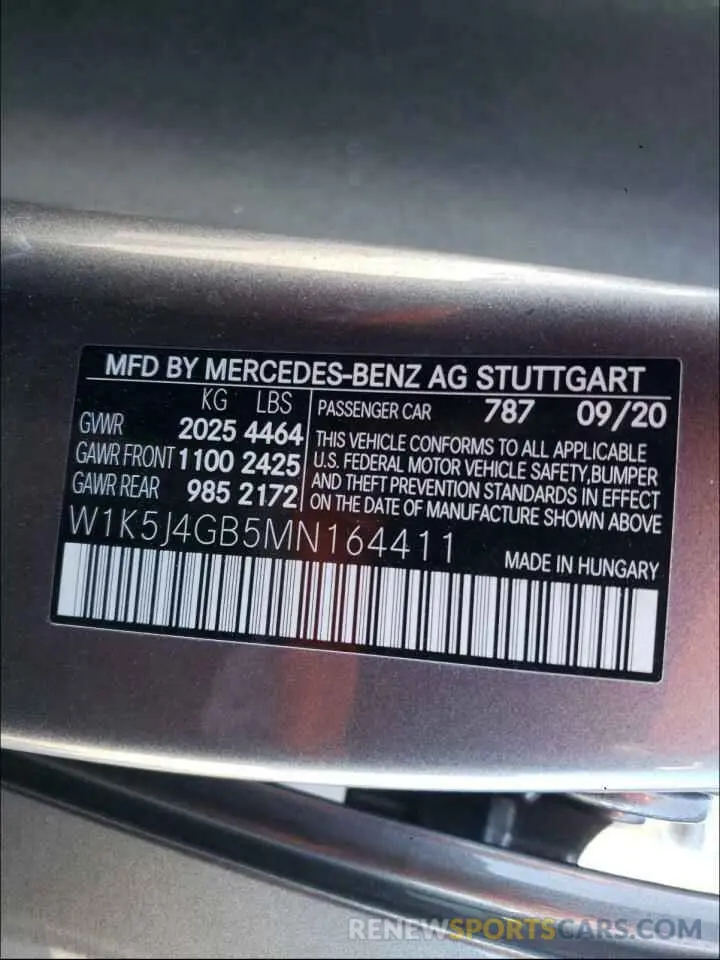 MFD BY MERCEDES-BENZ AG STUTTGART
KG LBS
GVWR 2025 4464
GAWR FRONT 1100 2425
GAWR REAR 985 2172
PASSENGER CAR 787 09/20
THIS VEHICLE CONFORMS TO ALL APPLICABLE
U.S. FEDERAL MOTOR VEHICLE SAFETY,BUMPER
AND THEFT PREVENTION STANDARDS IN EFFECT
ON THE DATE OF MANUFACTURE SHOWN ABOVE
W1K5J4GB5MN164411
MADE IN HUNGARY
RENEWSPORTSCARS.COM